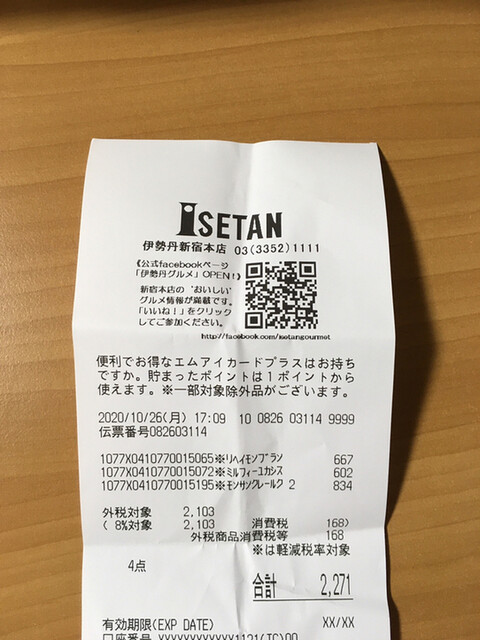 ISETAN
伊勢丹新宿本店 03(3352)1111
《公式facebookページ
「伊勢丹グルメ」OPEN!》
新宿本店の“おいしい”
グルメ情報が満載です。
「いいね!」をクリック
してご参加ください。
http://facebook.com/isetangourmet
便利でお得なエムアイカードプラスはお持ち
ですか。貯まったポイントは1ポイントから
使えます。※一部対象除外品がございます。
2020/10/26(月) 17:09 10 0826 03114 9999
伝票番号082603114
1077X0410770015065※リハイモンブラン 667
1077X0410770015072※ミルフィーユカシス 602
1077X0410770015195※モンサンクレールク 2 834
外税対象 2,103
( 8%対象 2,103 消費税 168)
外税商品消費税等 168
※は軽減税率対象
4点
合計 2,271
有効期限(EXP DATE) XX/XX
口座番号 XXXXXXXXXXXX1121(IC)00